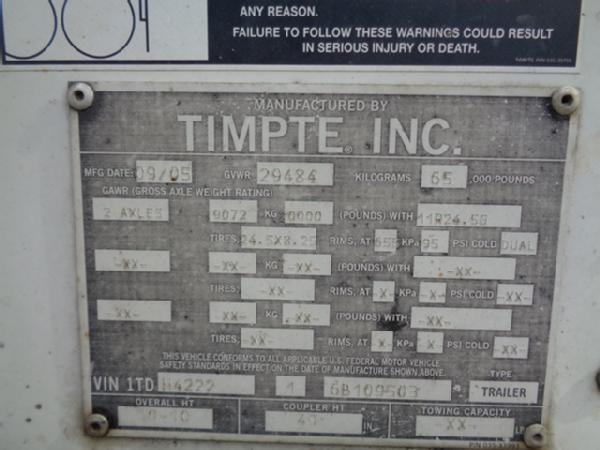 ANY REASON.
FAILURE TO FOLLOW THESE WARNINGS COULD RESULT
IN SERIOUS INJURY OR DEATH.
MANUFACTURED BY
TIMPTE, INC.
MFG DATE: 09/05 GVWR 29484 KILOGRAMS 65 ,000 POUNDS
GAWR (GROSS AXLE WEIGHT RATING)
2 AXLES 9072 KG (POUNDS) WITH 11R24.5G
TIRES, 24.5X8.25 RIMS, AT 655 KPa 95 PSI COLD DUAL
-XX- -XX- KG -XX- (POUNDS) WITH -XX-
TIRES, -XX- RIMS, AT -X- KPa -X- PSI COLD -XX-
-XX- -XX- KG -XX- (POUNDS) WITH -XX-
TIRES, XX- RIMS, AT -X- KPa -X- PSI COLD -XX-
THIS VEHICLE CONFORMS TO ALL APPLICABLE U.S. FEDERAL MOTOR VEHICLE
SAFETY STANDARDS IN EFFECT ON THE DATE OF MANUFACTURE SHOWN ABOVE. TYPE
VIN 1TD H4222 1 6B109503 TRAILER
OVERALL HT COUPLER HT TOWING CAPACITY
IN. -XX-